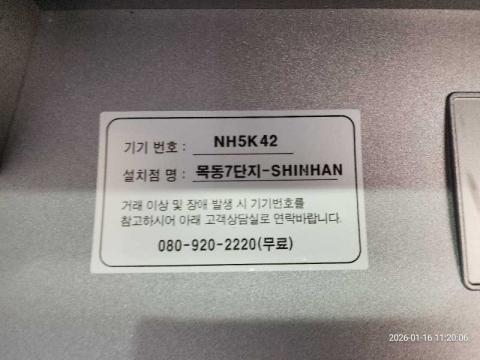 기기 번호 : NH5K42
설치점 명 : 목동7단지-SHINHAN
거래 이상 및 장애 발생 시 기기번호를
참고하시어 아래 고객상담실로 연락바랍니다.
080-920-2220(무료)
2026-01-16 11:20:06